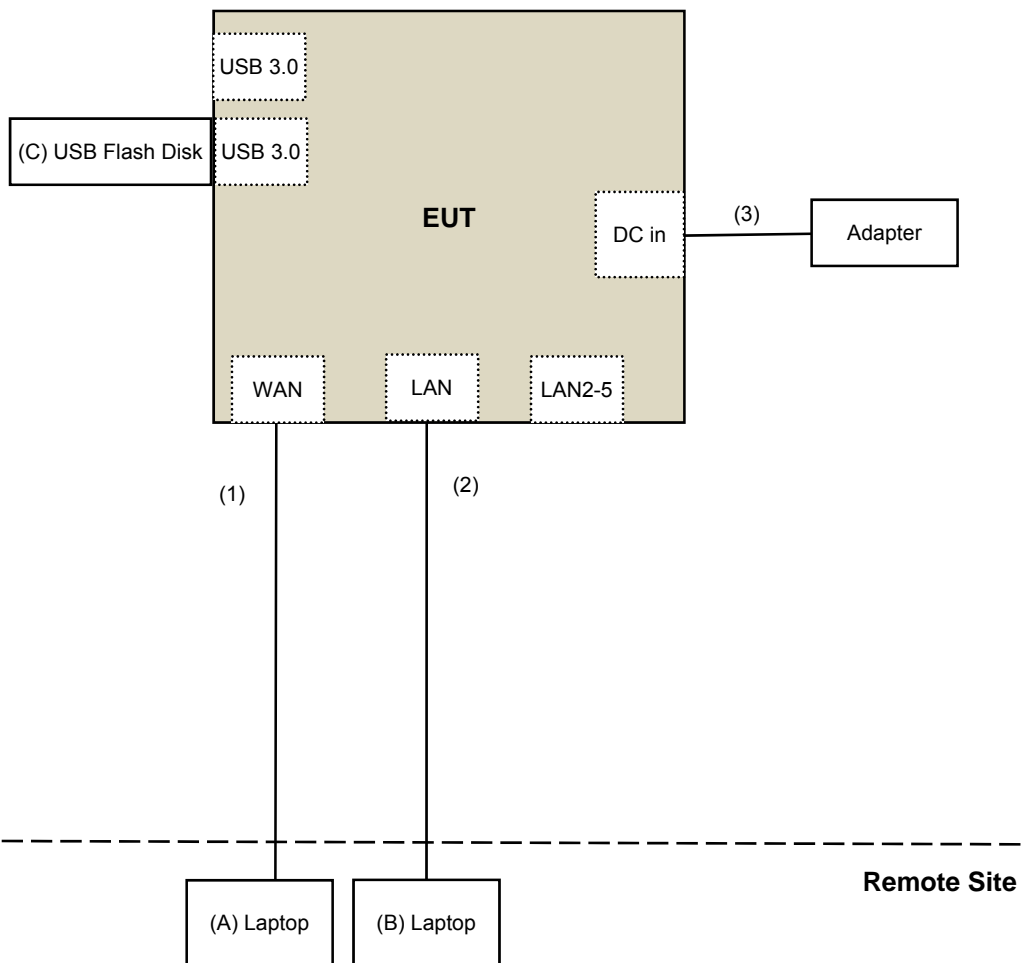 USB 3.0
(C) USB Flash Disk
USB 3.0
EUT
DC in
(3)
Adapter
WAN
LAN
LAN2-5
(1)
(2)
Remote Site
(A) Laptop
(B) Laptop